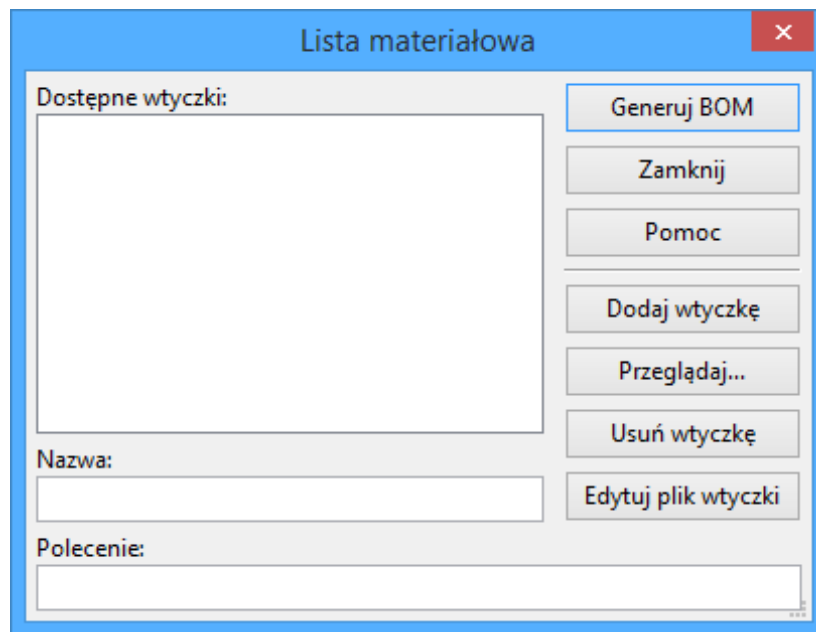 Lista materiałowa
Dostępne wtyczki:
Generuj BOM
Zamknij
Pomoc
Dodaj wtyczkę
Przeglądaj...
Usuń wtyczkę
Edytuj plik wtyczki
Nazwa:
Polecenie: